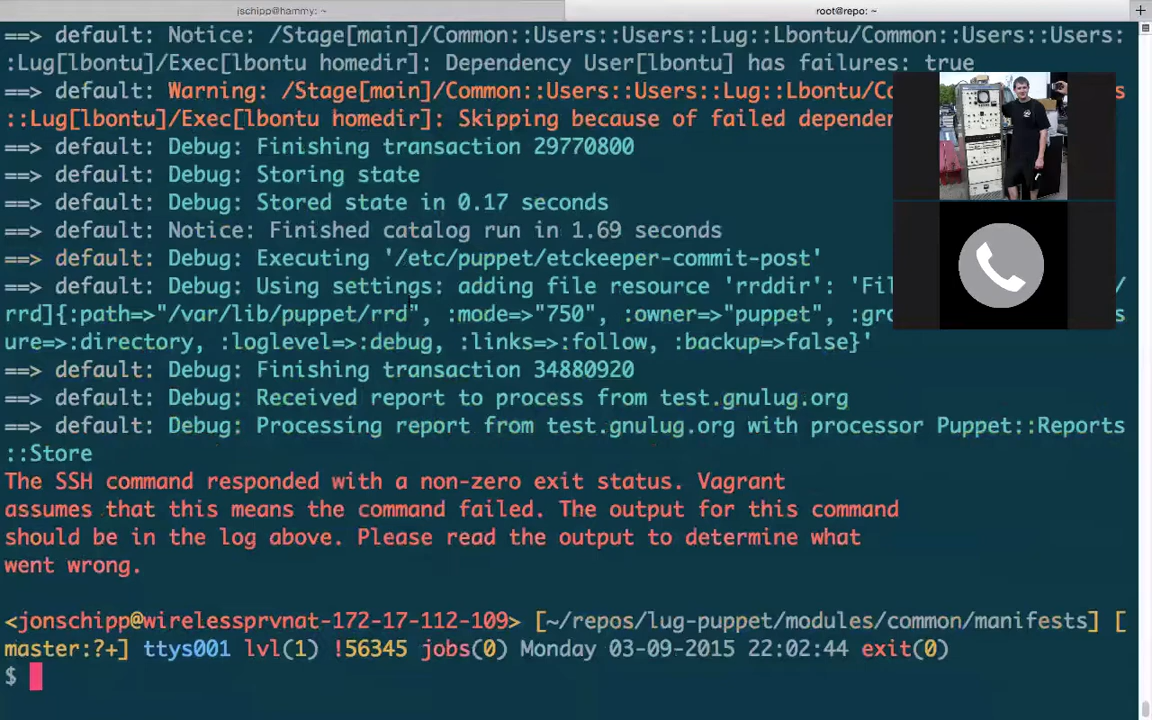 jschipp@hammy: ~
root@repo: ~
==> default: Notice: /Stage[main]/Common::Users::Users::Lug::Lbontu/Common::Users::Users:
:Lug[lbontu]/Exec[lbontu homedir]: Dependency User[lbontu] has failures: true
==> default: Warning: /Stage[main]/Common::Users::Users::Lug::Lbontu/Co s
::Lug[lbontu]/Exec[lbontu homedir]: Skipping because of failed depende
==> default: Debug: Finishing transaction 29770800
==> default: Debug: Storing state
==> default: Debug: Stored state in 0.17 seconds
==> default: Notice: Finished catalog run in 1.69 seconds
==> default: Debug: Executing '/etc/puppet/etckeeper-commit-post'
==> default: Debug: Using settings: adding file resource 'rrddir': 'Fil /
rrd]{:path=>"/var/lib/puppet/rrd", :mode=>"750", :owner=>"puppet", :gro s
ure=>:directory, :loglevel=>:debug, :links=>:follow, :backup=>false}'
==> default: Debug: Finishing transaction 34880920
==> default: Debug: Received report to process from test.gnulug.org
==> default: Debug: Processing report from test.gnulug.org with processor Puppet::Reports
::Store
The SSH command responded with a non-zero exit status. Vagrant
assumes that this means the command failed. The output for this command
should be in the log above. Please read the output to determine what
went wrong.
<jonschipp@wirelessprvnat-172-17-112-109> [~/repos/lug-puppet/modules/common/manifests] [
master:?+] ttys001 lvl(1) !56345 jobs(0) Monday 03-09-2015 22:02:44 exit(0)
$